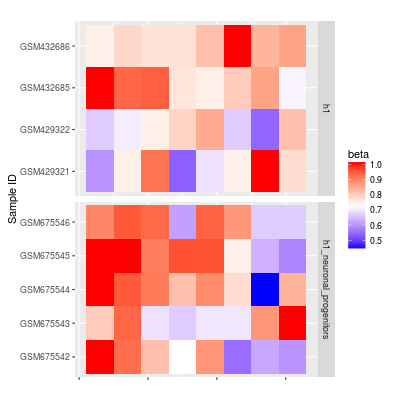 GSM432686
GSM432685
GSM429322
GSM429321
h1
GSM675546
GSM675545
GSM675544
GSM675543
GSM675542
h1_neuronal_progenitors
Sample ID
beta
1.0
0.9
0.8
0.7
0.6
0.5